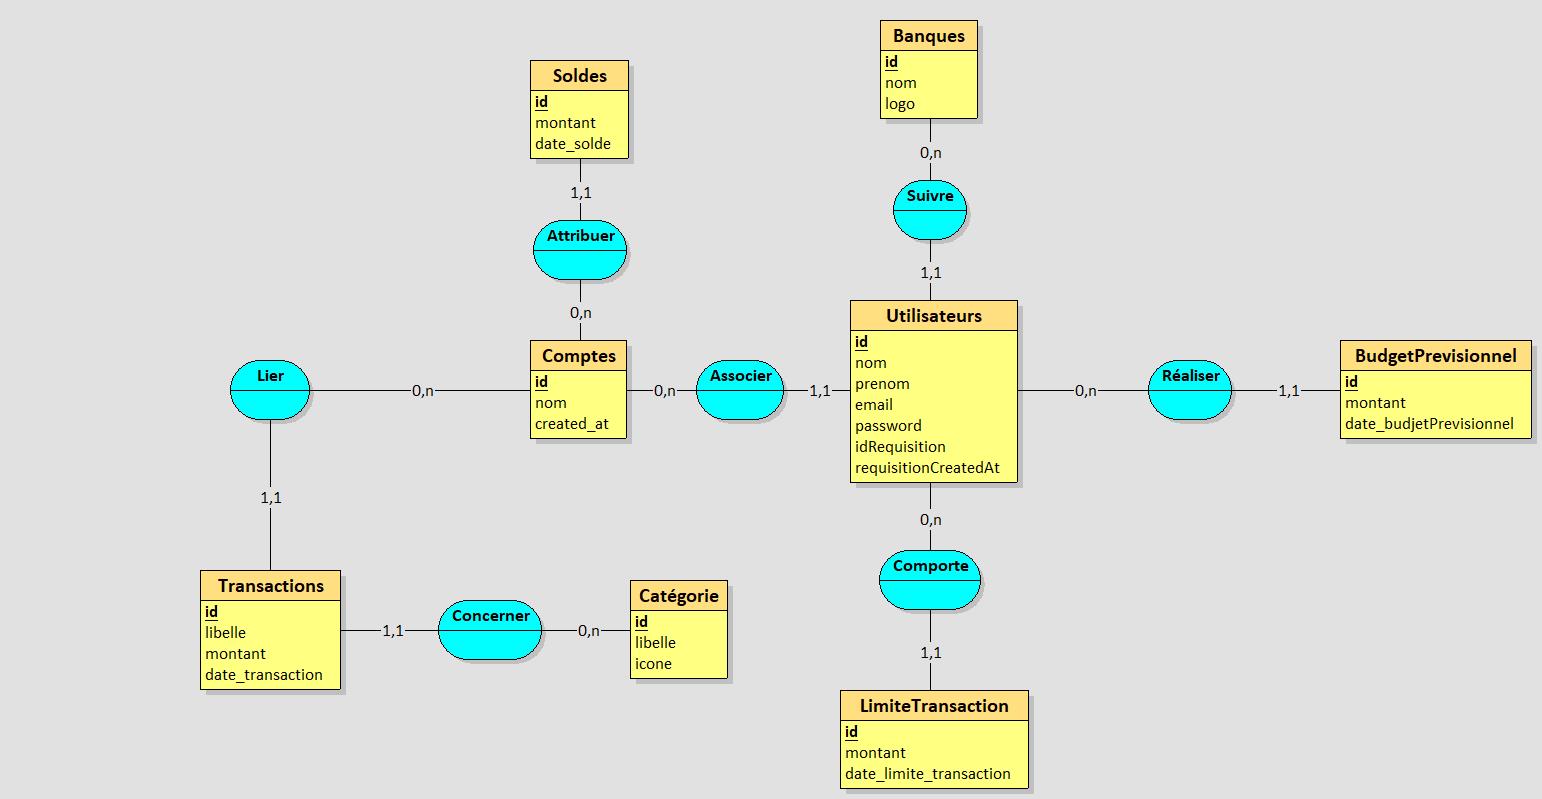 Banques
id
nom
logo
0,n
Suivre
1,1
Soldes
id
montant
date_solde
1,1
Attribuer
0,n
Comptes
id
nom
created_at
Lier
0,n
0,n
Associer
1,1
Utilisateurs
id
nom
prenom
email
password
idRequisition
requisitionCreatedAt
0,n
Réaliser
1,1
BudgetPrevisionnel
id
montant
date_budjetPrevisionnel
1,1
Transactions
id
libelle
montant
date_transaction
1,1
Concerner
0,n
Catégorie
id
libelle
icone
0,n
Comporte
1,1
LimiteTransaction
id
montant
date_limite_transaction